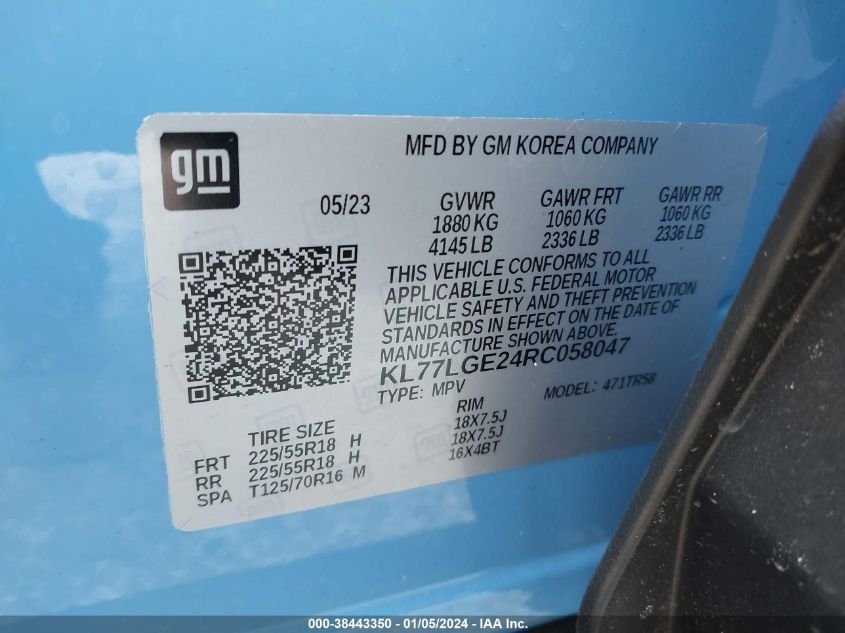 gm
MFD BY GM KOREA COMPANY
05/23 GVWR GAWR FRT GAWR RR
1880 KG 1060 KG 1060 KG
4145 LB 2336 LB 2336 LB
THIS VEHICLE CONFORMS TO ALL
APPLICABLE U.S. FEDERAL MOTOR
VEHICLE SAFETY AND THEFT PREVENTION
STANDARDS IN EFFECT ON THE DATE OF
MANUFACTURE SHOWN ABOVE.
KL77LGE24RC058047
TYPE: MPV MODEL: 471TR58
TIRE SIZE RIM
FRT 225/55R18 H 18X7.5J
RR 225/55R18 H 18X7.5J
SPA T125/70R16 M 16X4BT
000-38443350 - 01/05/2024 - IAA Inc.